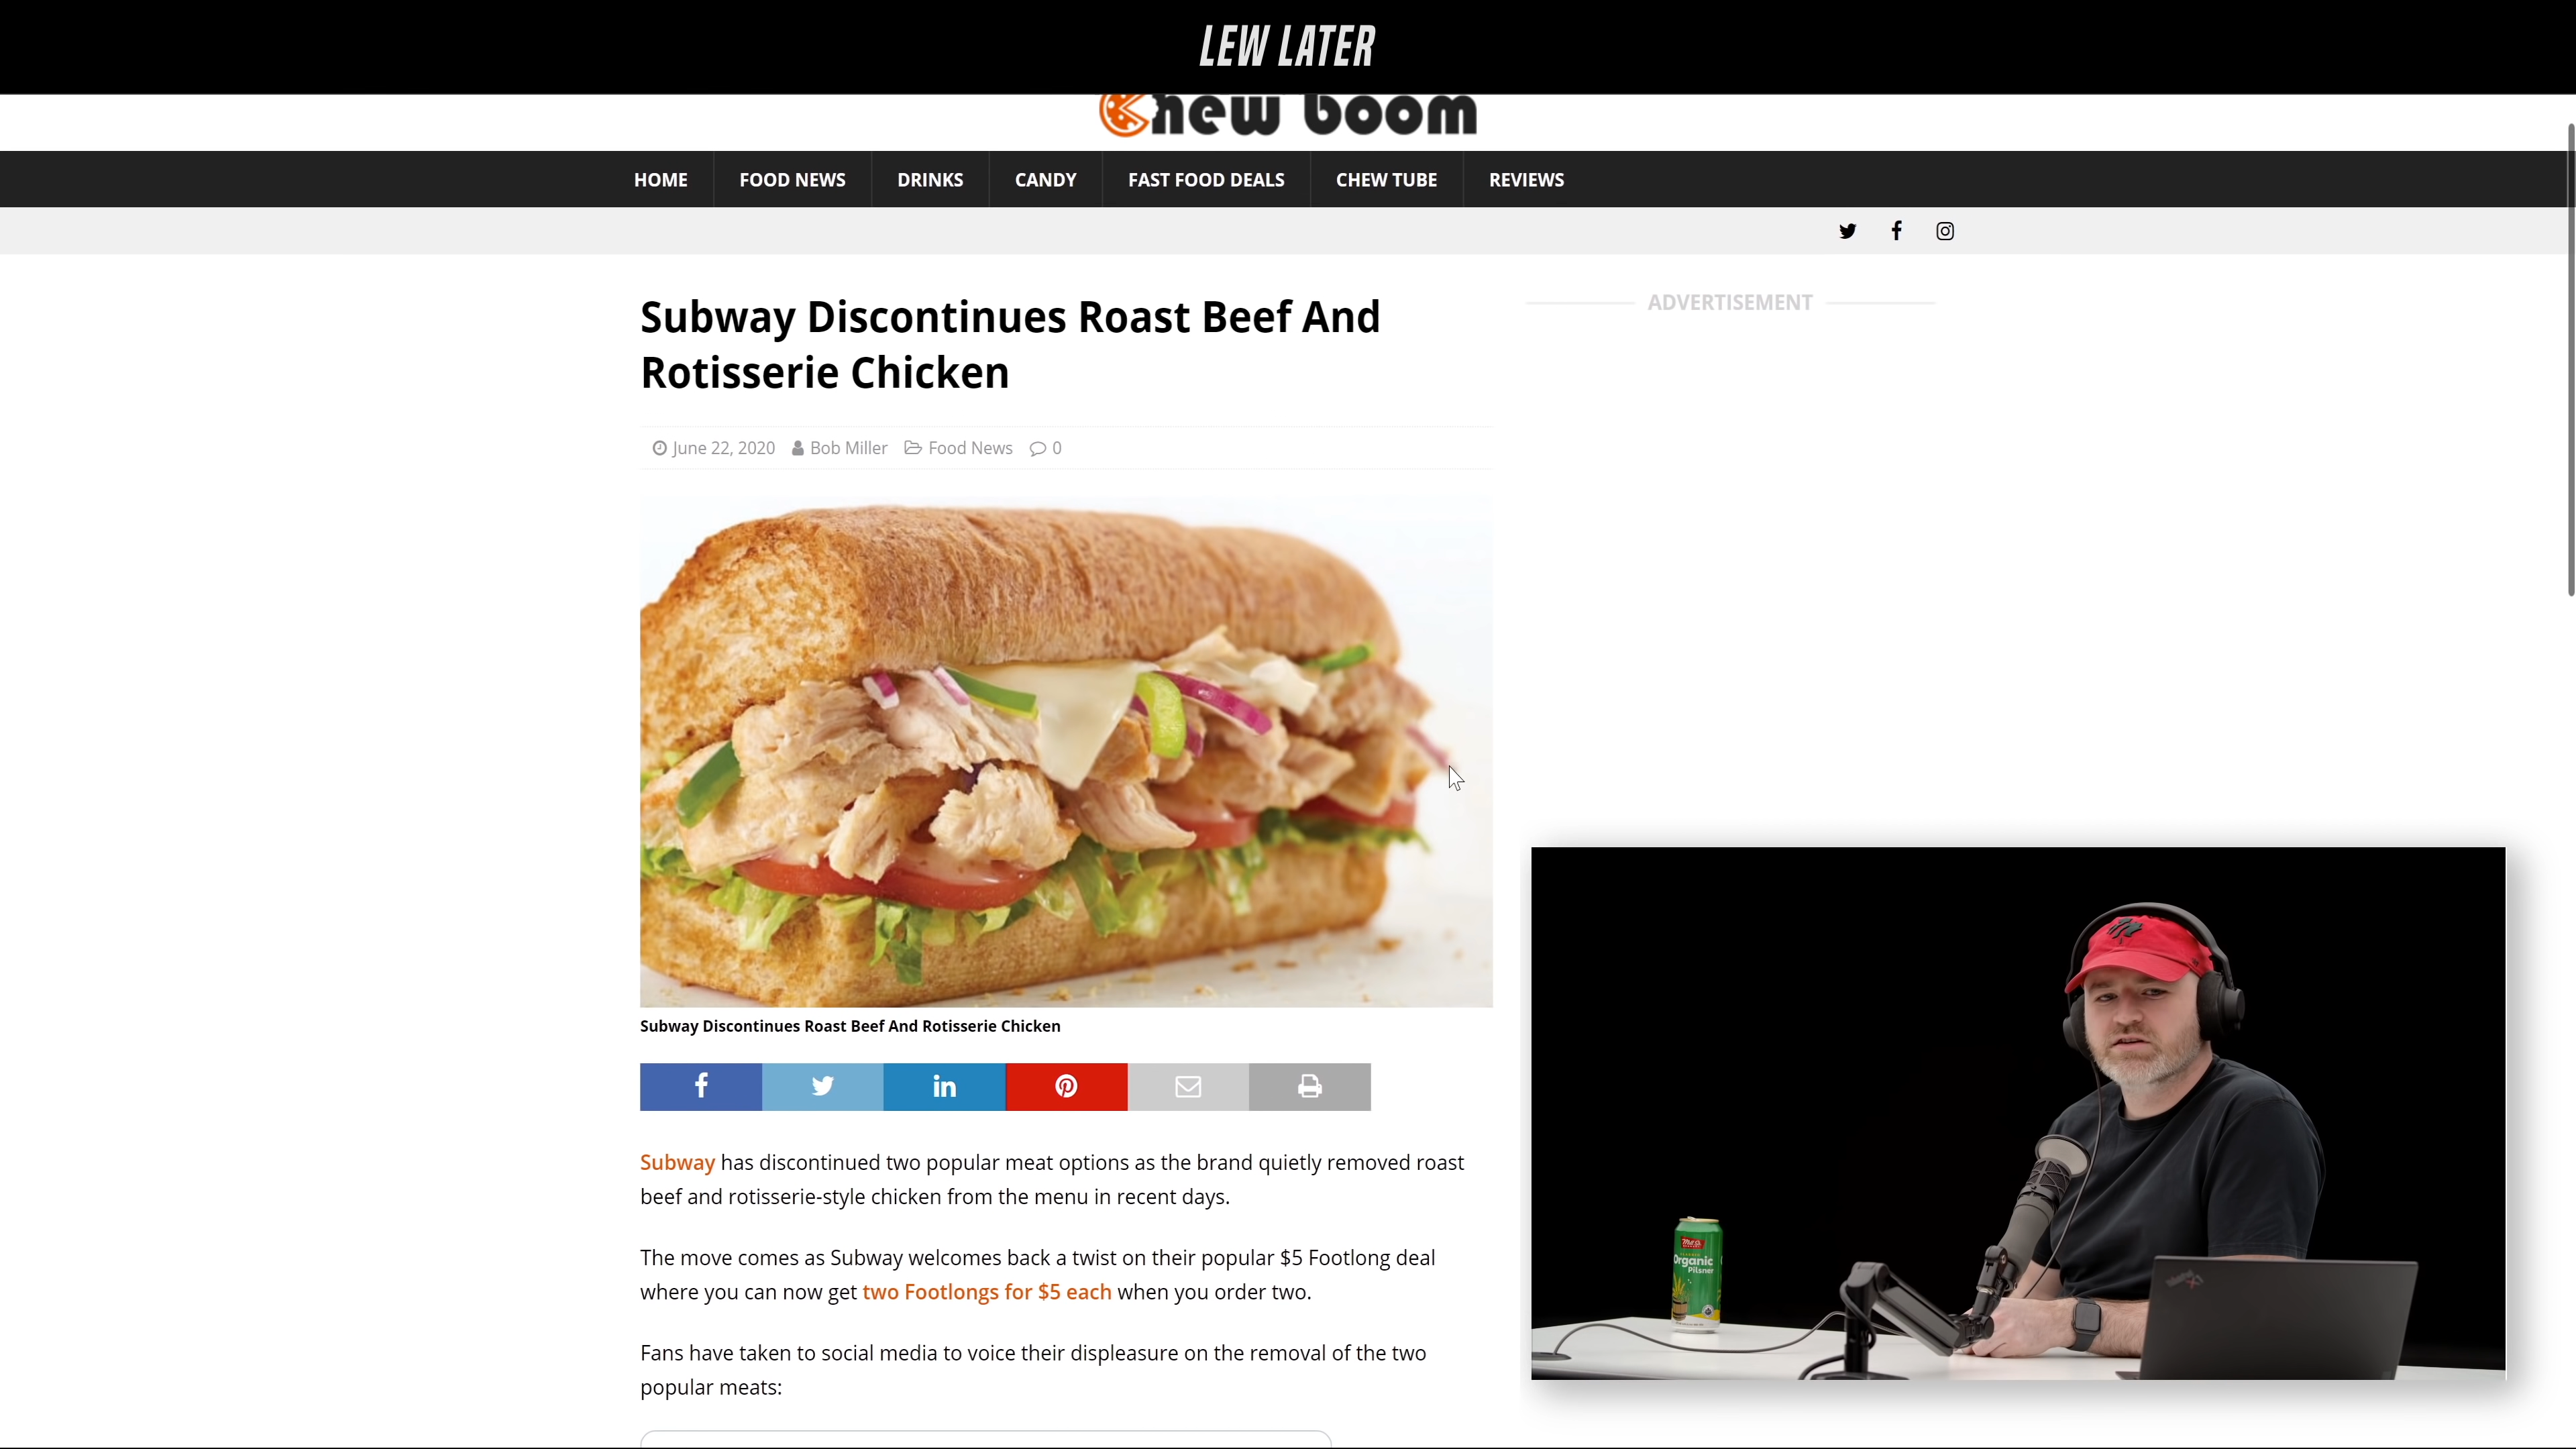 LEW LATER
chew boom
HOME FOOD NEWS DRINKS CANDY FAST FOOD DEALS CHEW TUBE REVIEWS
Subway Discontinues Roast Beef And
Rotisserie Chicken
ADVERTISEMENT
June 22, 2020 Bob Miller Food News 0
Subway Discontinues Roast Beef And Rotisserie Chicken
Subway has discontinued two popular meat options as the brand quietly removed roast
beef and rotisserie-style chicken from the menu in recent days.
The move comes as Subway welcomes back a twist on their popular $5 Footlong deal
where you can now get two Footlongs for $5 each when you order two.
Fans have taken to social media to voice their displeasure on the removal of the two
popular meats:
Organic
Pilsner